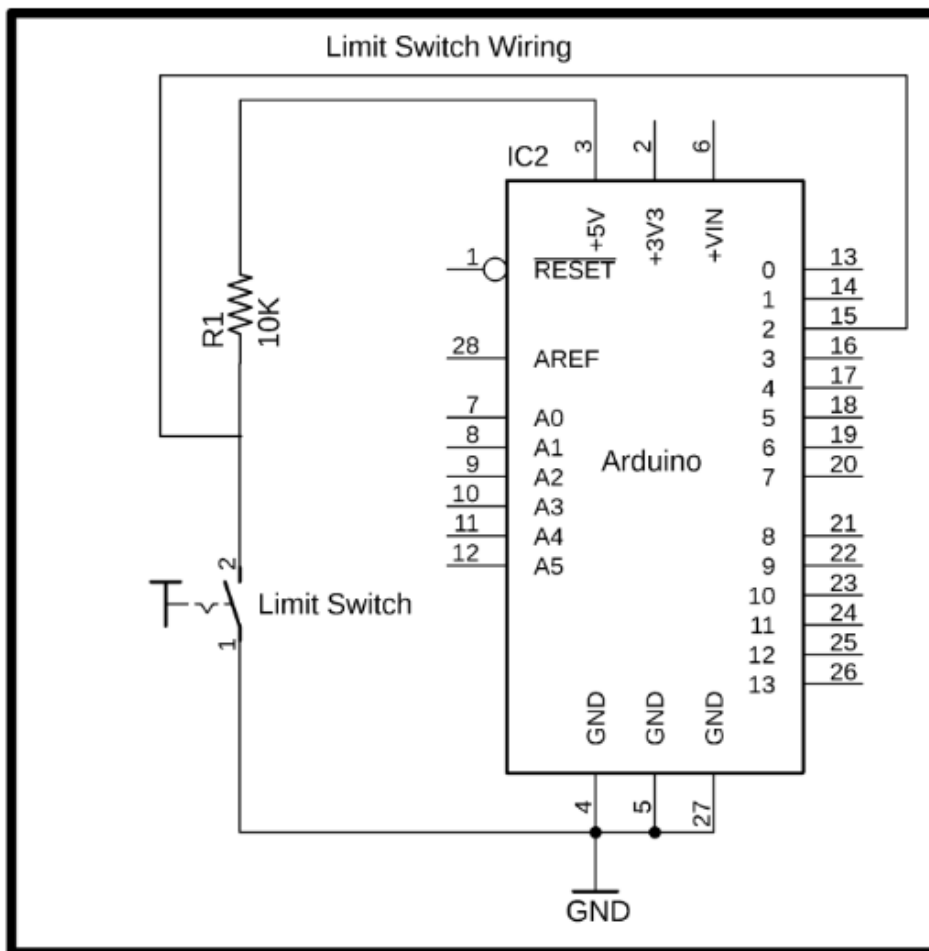 Limit Switch Wiring
IC2
3
2
6
+5V
+3V3
+VIN
1
RESET
0
13
1
14
2
15
R1
10K
28
AREF
3
16
4
17
7
A0
5
18
8
A1
Arduino
6
19
9
A2
7
20
10
A3
11
A4
8
21
12
A5
9
22
2
Limit Switch
1
10
23
11
24
12
25
13
26
GND
GND
GND
4
5
27
GND